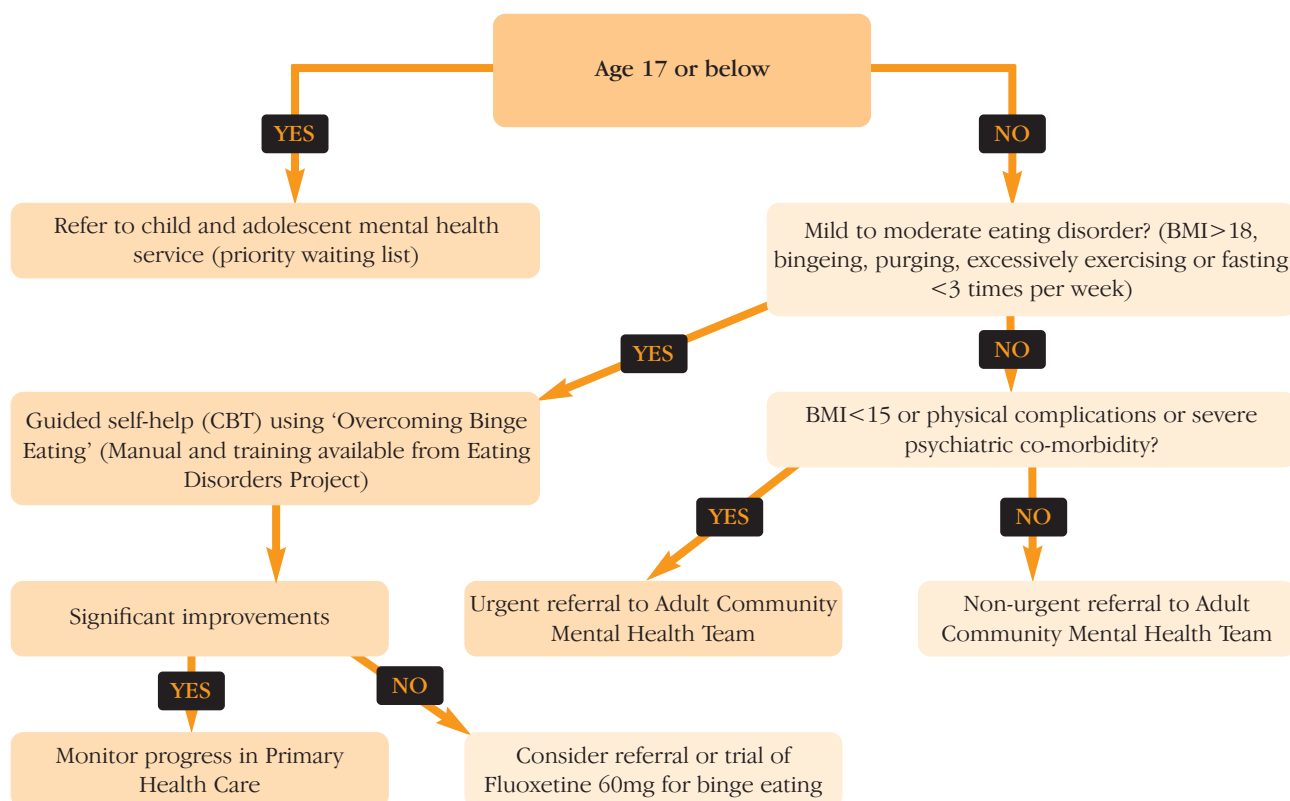 Age 17 or below
YES
NO
Refer to child and adolescent mental health
service (priority waiting list)
Mild to moderate eating disorder? (BMI>18,
bingeing, purging, excessively exercising or fasting
<3 times per week)
YES
NO
Guided self-help (CBT) using ‘Overcoming Binge
Eating’ (Manual and training available from Eating
Disorders Project)
BMI<15 or physical complications or severe
psychiatric co-morbidity?
YES
NO
Significant improvements
Urgent referral to Adult Community
Mental Health Team
Non-urgent referral to Adult
Community Mental Health Team
YES
NO
Monitor progress in Primary
Health Care
Consider referral or trial of
Fluoxetine 60mg for binge eating